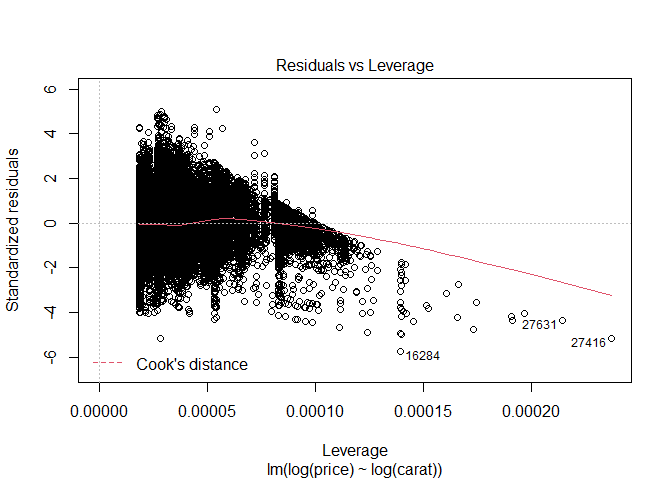 Residuals vs Leverage
Standardized residuals
6
4
2
0
-2
-4
-6
27631
27416
16284
Cook's distance
0.00000 0.00005 0.00010 0.00015 0.00020
Leverage
lm(log(price) ~ log(carat))